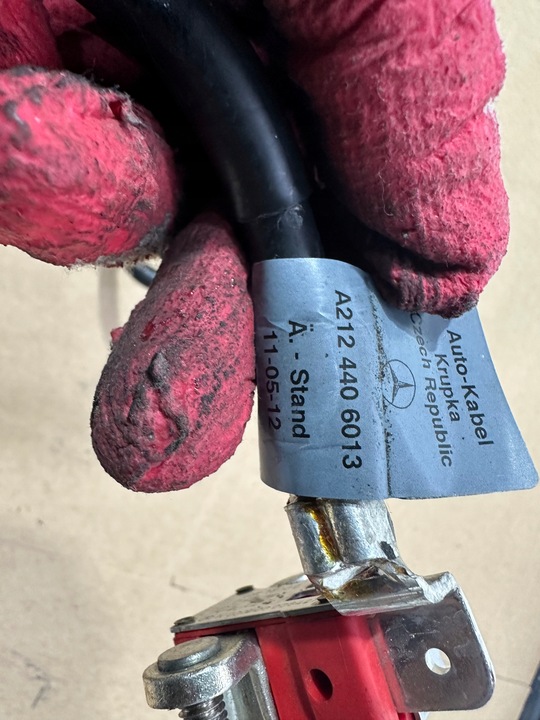 A212 440 6013
Ä. - Stand
11-05-12
Auto-Kabel
Krupka
Czech Republic